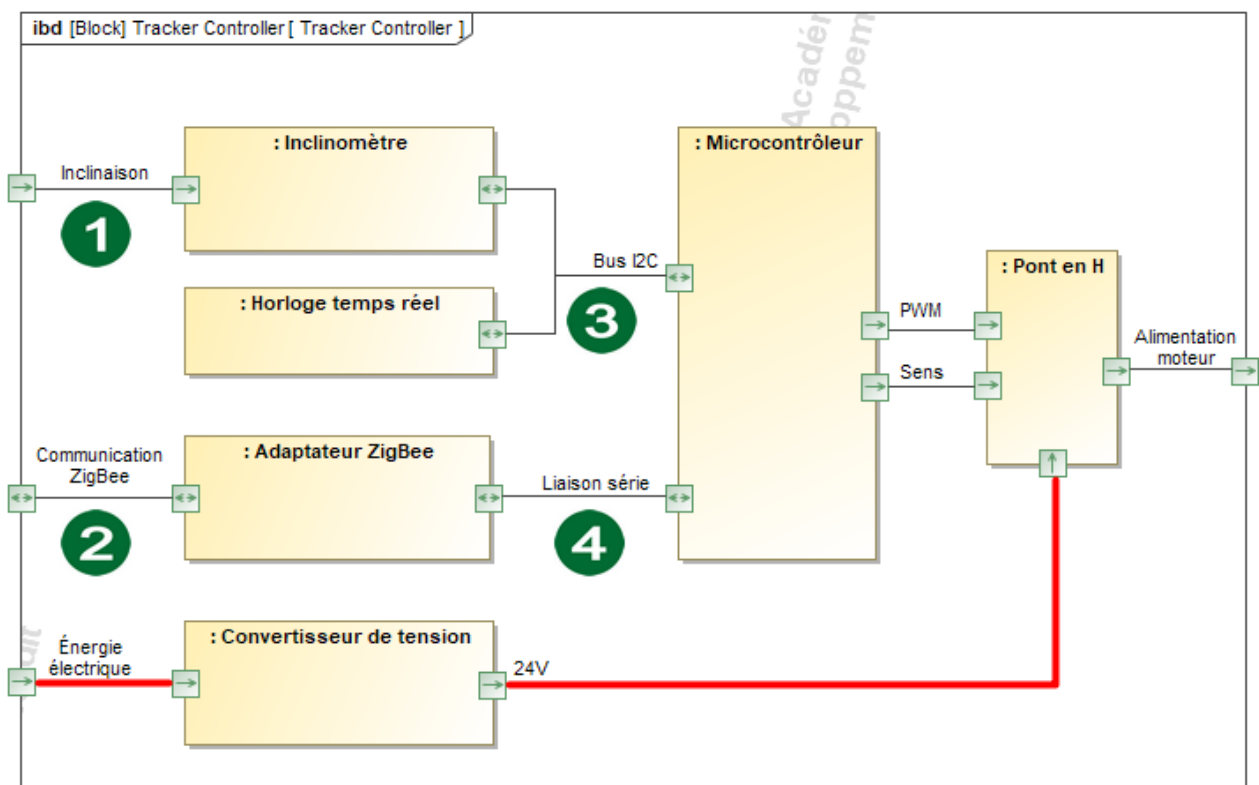 ibd [Block] Tracker Controller [ Tracker Controller ]
Inclinaison
1
: Inclinomètre
: Horloge temps réel
Bus I2C
3
: Microcontrôleur
PWM
Sens
: Pont en H
Alimentation
moteur
Communication
ZigBee
2
: Adaptateur ZigBee
Liaison série
4
Énergie
électrique
: Convertisseur de tension
24V